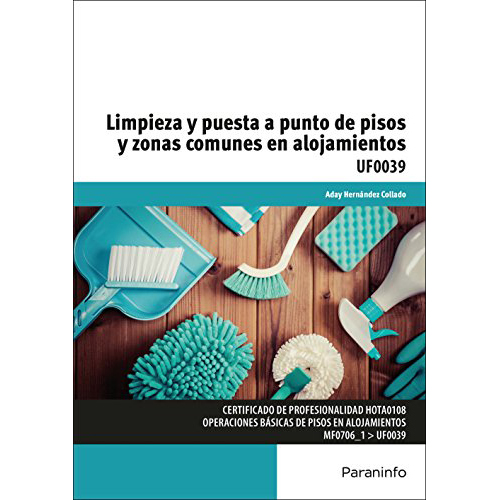 Limpieza y puesta a punto de pisos
y zonas comunes en alojamientos
UF0039
Aday Hernández Collado
CERTIFICADO DE PROFESIONALIDAD HOTA0108
OPERACIONES BÁSICAS DE PISOS EN ALOJAMIENTOS
MF0706_1 > UF0039
Paraninfo